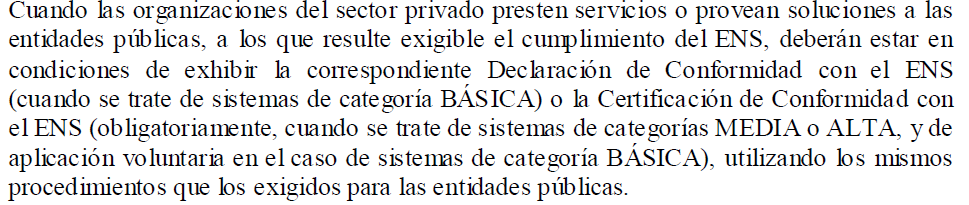 Cuando las organizaciones del sector privado presten servicios o provean soluciones a las
entidades públicas, a los que resulte exigible el cumplimiento del ENS, deberán estar en
condiciones de exhibir la correspondiente Declaración de Conformidad con el ENS
(cuando se trate de sistemas de categoría BÁSICA) o la Certificación de Conformidad con
el ENS (obligatoriamente, cuando se trate de sistemas de categorías MEDIA o ALTA, y de
aplicación voluntaria en el caso de sistemas de categoría BÁSICA), utilizando los mismos
procedimientos que los exigidos para las entidades públicas.